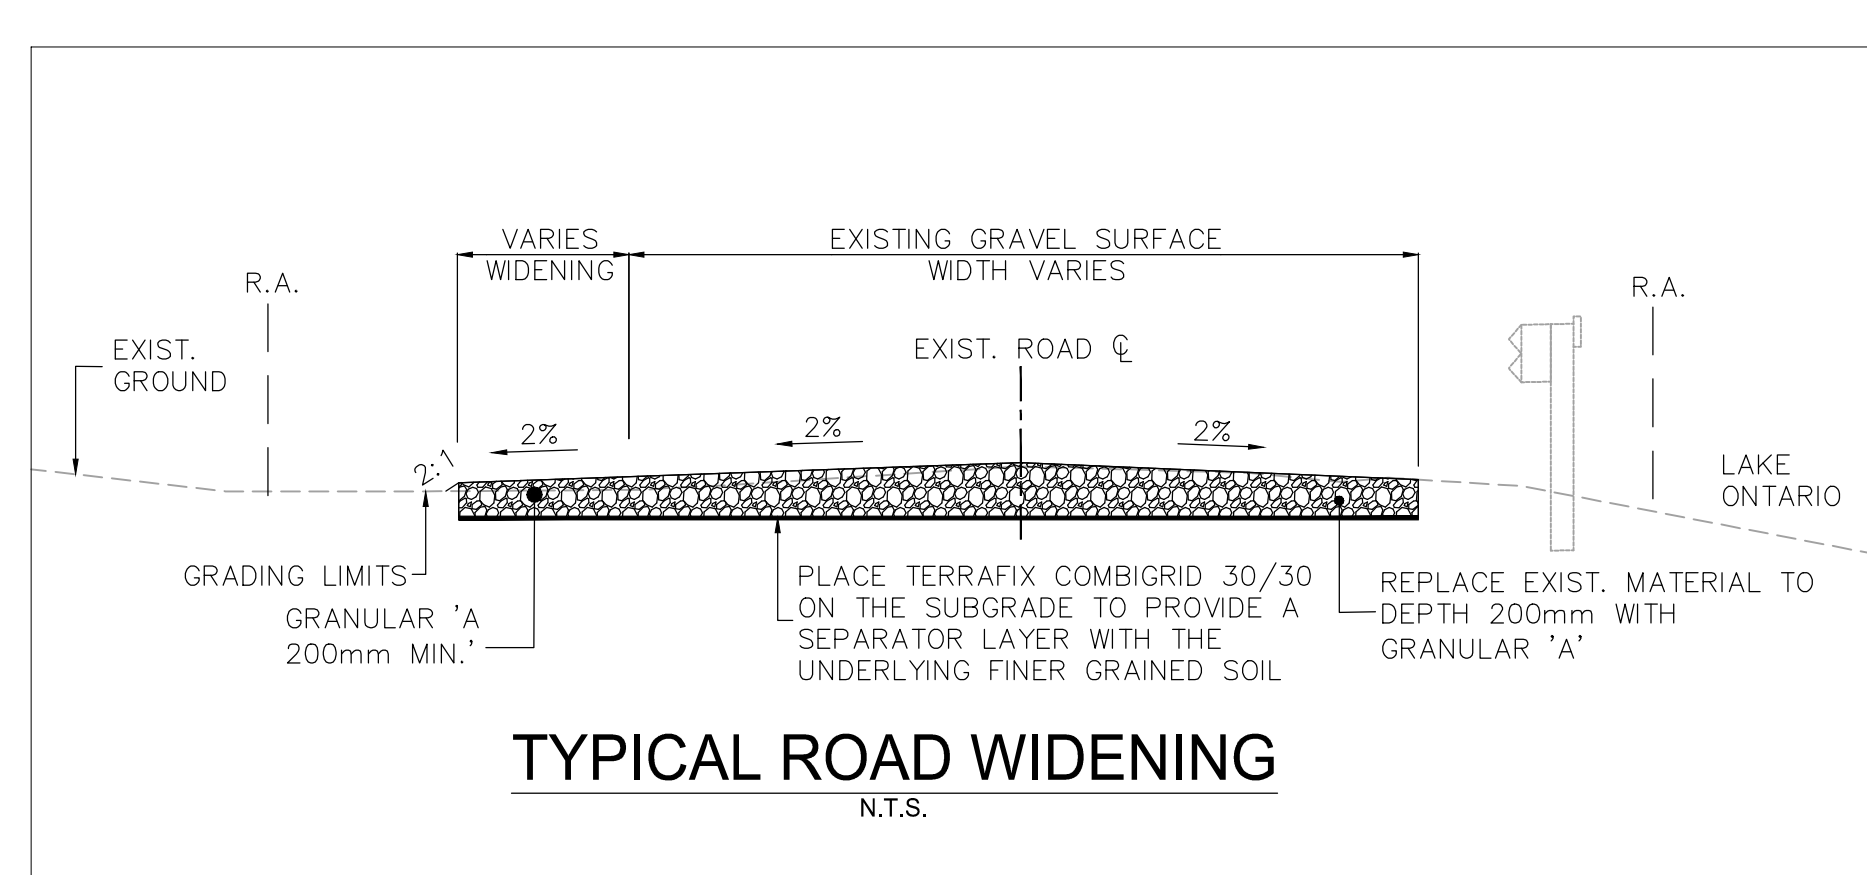 VARIES
WIDENING
EXISTING GRAVEL SURFACE
WIDTH VARIES
R.A.
R.A.
EXIST.
GROUND
EXIST. ROAD ℄
2:1
2%
2%
2%
LAKE
ONTARIO
GRADING LIMITS
GRANULAR 'A
200mm MIN.'
PLACE TERRAFIX COMBIGRID 30/30
ON THE SUBGRADE TO PROVIDE A
SEPARATOR LAYER WITH THE
UNDERLYING FINER GRAINED SOIL
REPLACE EXIST. MATERIAL TO
DEPTH 200mm WITH
GRANULAR 'A'
TYPICAL ROAD WIDENING
N.T.S.